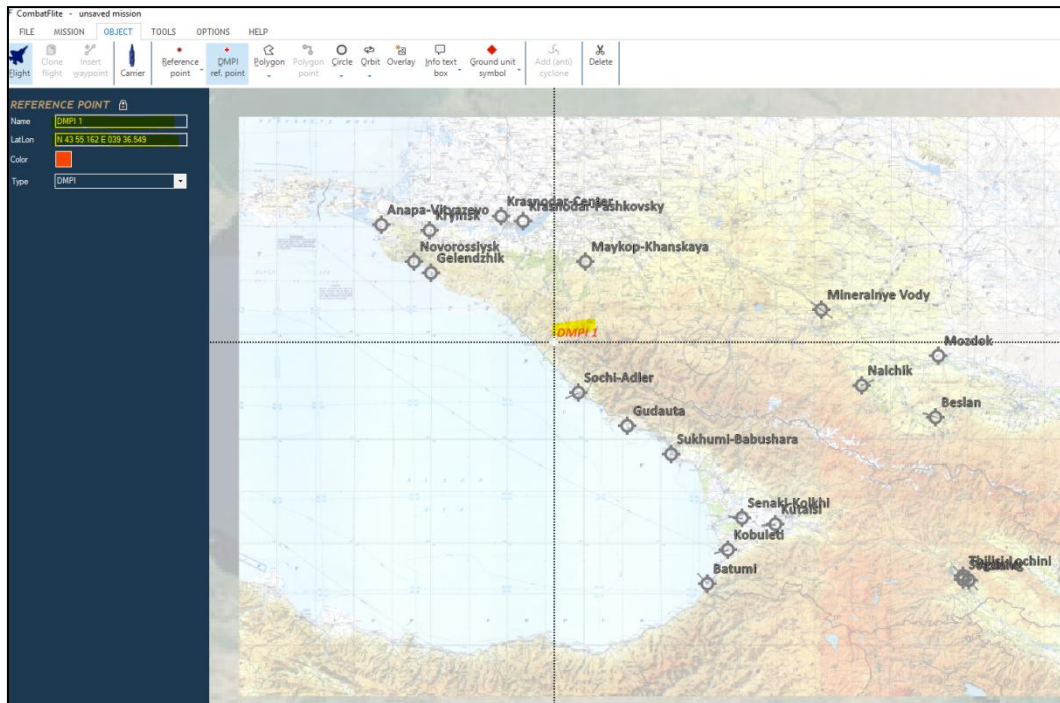 CombatFlite - unsaved mission
FILE MISSION OBJECT TOOLS OPTIONS HELP
Flight
Clone flight
Insert waypoint
Carrier
Reference point
DMPI ref. point
Polygon
Polygon point
Circle
Orbit
Overlay
Info text box
Ground unit symbol
Add (anti) cyclone
Delete
REFERENCE POINT
Name DMPI 1
LatLon N 43 55.162 E 039 36.549
Color
Type DMPI
Anapa-Vityazevo
Krymsk
Krasnodar-Center
Krasnodar-Pashkovsky
Novorossiysk
Gelendzhik
Maykop-Khanskaya
Mineralnye Vody
DMPI 1
Mozdok
Nalchik
Sochi-Adler
Beslan
Gudauta
Sukhumi-Babushara
Senaki-Kolkhi
Kutaisi
Kobuleti
Batumi
Tbilisi-Lochini